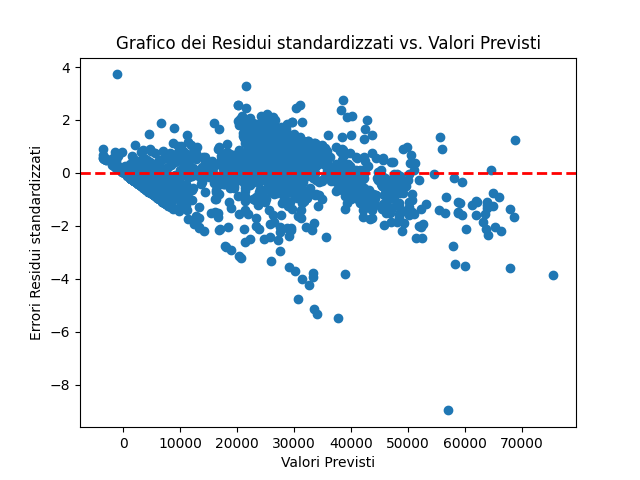 Grafico dei Residui standardizzati vs. Valori Previsti
Errori Residui standardizzati
4
2
0
−2
−4
−6
−8
0 10000 20000 30000 40000 50000 60000 70000
Valori Previsti